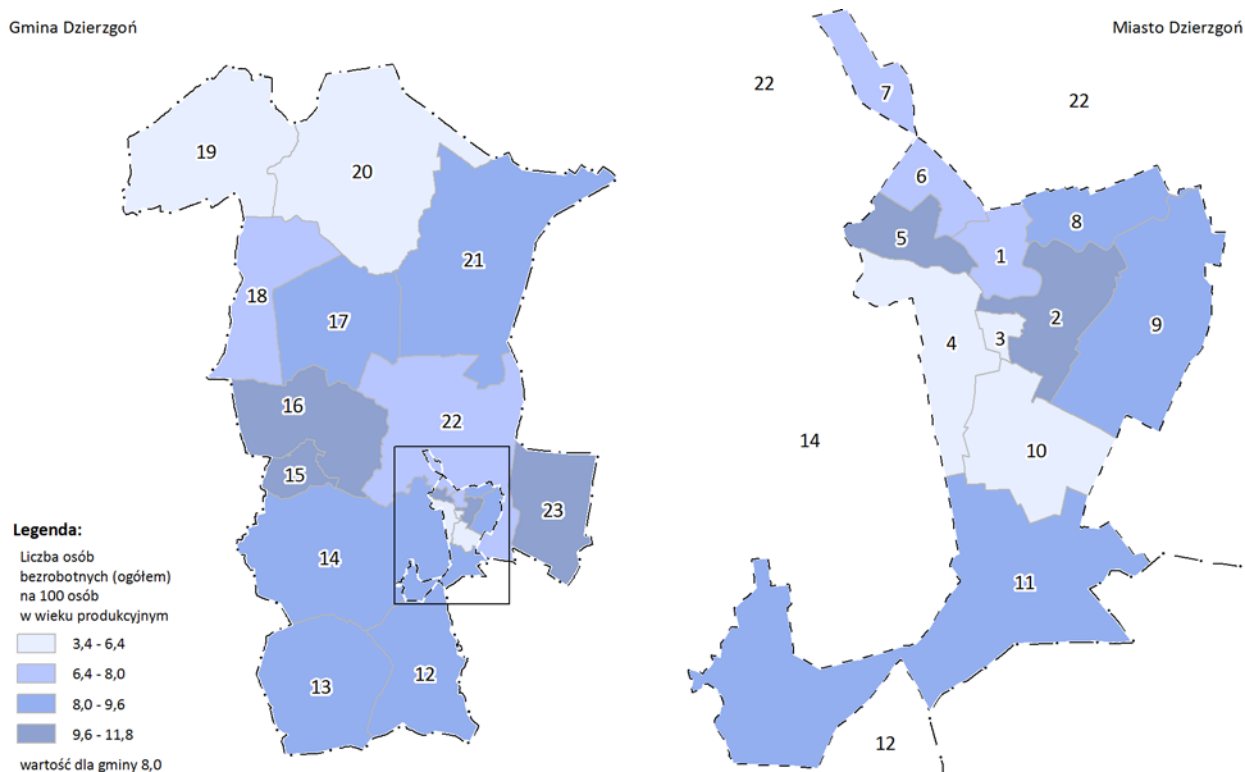 Gmina Dzierzgoń
Miasto Dzierzgoń
19
20
21
18
17
16
22
15
23
14
13
12
22
7
22
6
5
8
1
2
9
3
4
14
10
11
12
Legenda:
Liczba osób
bezrobotnych (ogółem)
na 100 osób
w wieku produkcyjnym
3,4 - 6,4
6,4 - 8,0
8,0 - 9,6
9,6 - 11,8
wartość dla gminy 8,0